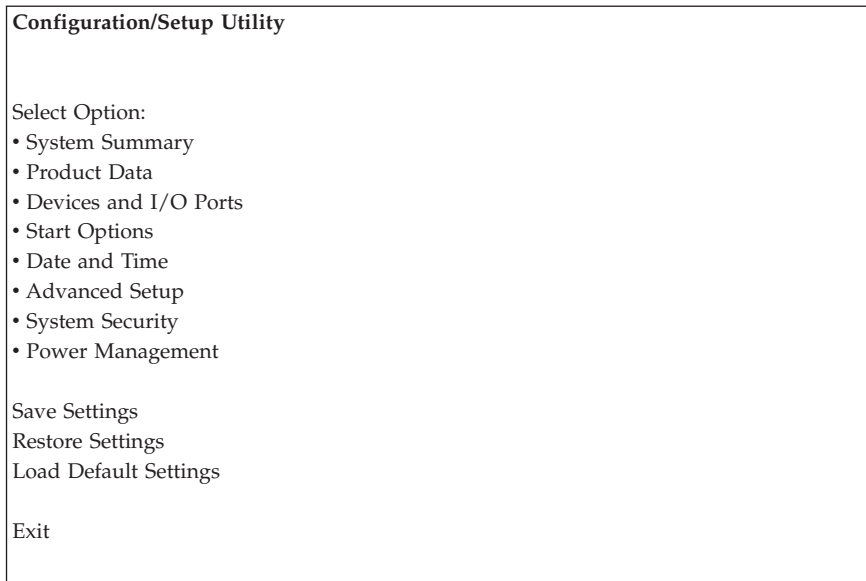 Configuration/Setup Utility
Select Option:
• System Summary
• Product Data
• Devices and I/O Ports
• Start Options
• Date and Time
• Advanced Setup
• System Security
• Power Management
Save Settings
Restore Settings
Load Default Settings
Exit